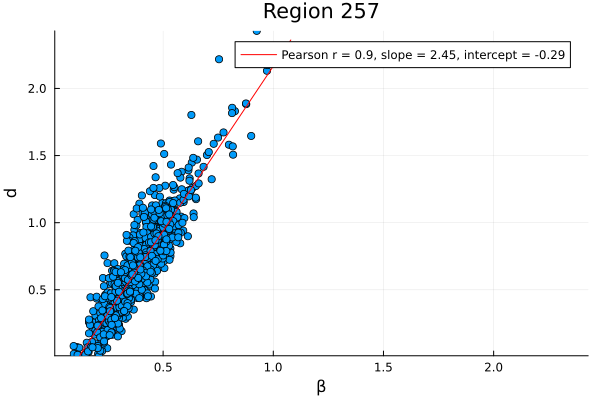 Region 257
Pearson r = 0.9, slope = 2.45, intercept = -0.29
2.0
1.5
1.0
0.5
d
0.5 1.0 1.5 2.0
β